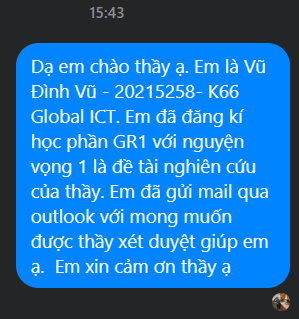 15:43
Dạ em chào thầy ạ. Em là Vũ
Đình Vũ - 20215258- K66
Global ICT. Em đã đăng kí
học phần GR1 với nguyện
vọng 1 là đề tài nghiên cứu
của thầy. Em đã gửi mail qua
outlook với mong muốn
được thầy xét duyệt giúp em
ạ.  Em xin cảm ơn thầy ạ